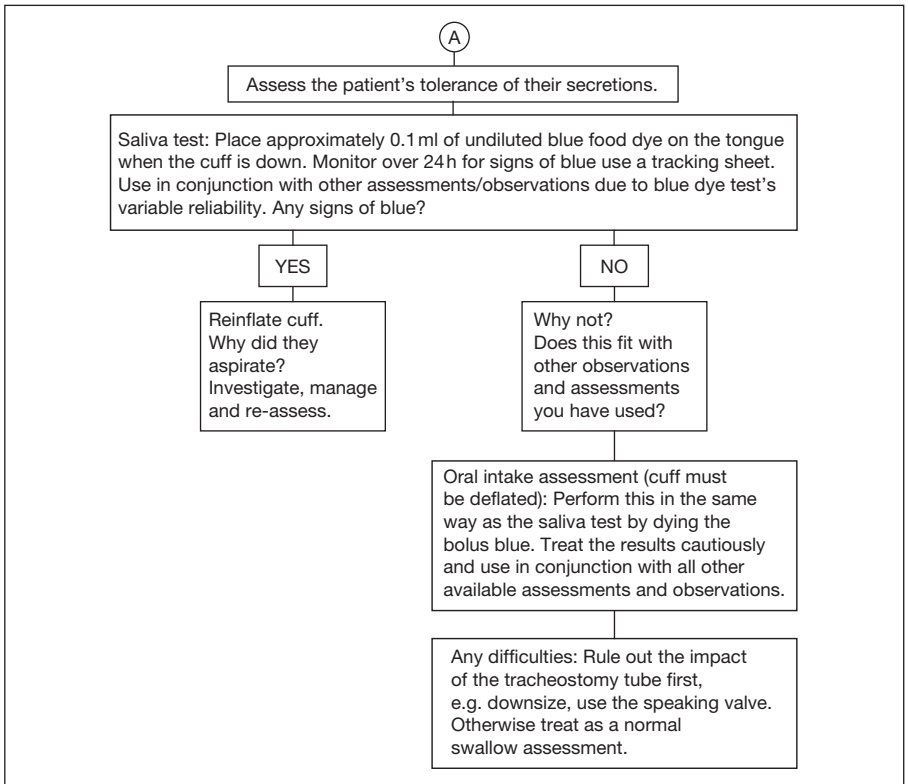 A
Assess the patient's tolerance of their secretions.
Saliva test: Place approximately 0.1 ml of undiluted blue food dye on the tongue
when the cuff is down. Monitor over 24 h for signs of blue use a tracking sheet.
Use in conjunction with other assessments/observations due to blue dye test's
variable reliability. Any signs of blue?
YES
NO
Reinflate cuff.
Why did they
aspirate?
Investigate, manage
and re-assess.
Why not?
Does this fit with
other observations
and assessments
you have used?
Oral intake assessment (cuff must
be deflated): Perform this in the same
way as the saliva test by dying the
bolus blue. Treat the results cautiously
and use in conjunction with all other
available assessments and observations.
Any difficulties: Rule out the impact
of the tracheostomy tube first,
e.g. downsize, use the speaking valve.
Otherwise treat as a normal
swallow assessment.